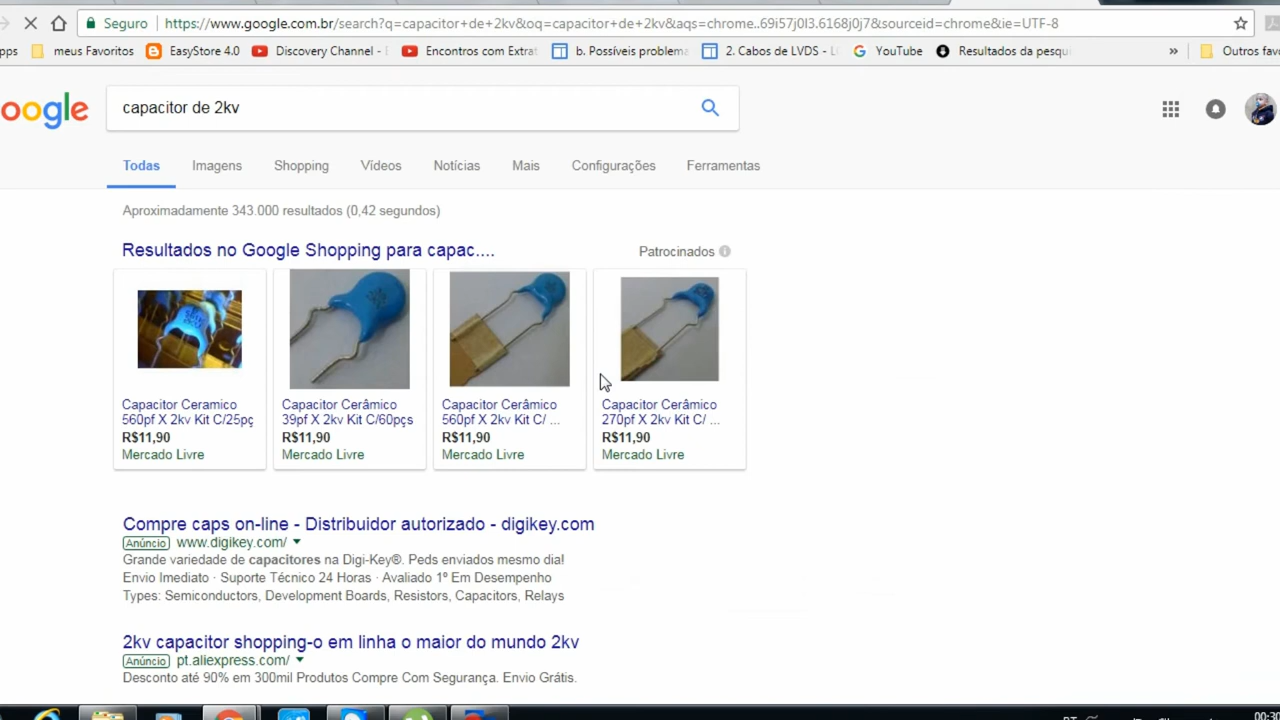 Seguro
https://www.google.com.br/search?q=capacitor+de+2kv&oq=capacitor+de+2kv&aqs=chrome..69i57j0l3.6168j0j7&sourceid=chrome&ie=UTF-8
pps meus Favoritos EasyStore 4.0 Discovery Channel - Encontros com Extrat b. Possíveis problema 2. Cabos de LVDS - L YouTube Resultados da pesqu » Outros favo
oogle
capacitor de 2kv
Todas Imagens Shopping Vídeos Notícias Mais Configurações Ferramentas
Aproximadamente 343.000 resultados (0,42 segundos)
Resultados no Google Shopping para capac....
Patrocinados
Capacitor Ceramico
560pf X 2kv Kit C/25pç
R$11,90
Mercado Livre
Capacitor Cerâmico
39pf X 2kv Kit C/60pçs
R$11,90
Mercado Livre
Capacitor Cerâmico
560pf X 2kv Kit C/ ...
R$11,90
Mercado Livre
Capacitor Cerâmico
270pf X 2kv Kit C/ ...
R$11,90
Mercado Livre
Compre caps on-line - Distribuidor autorizado - digikey.com
Anúncio www.digikey.com/
Grande variedade de capacitores na Digi-Key®. Peds enviados mesmo dia!
Envio Imediato · Suporte Técnico 24 Horas · Avaliado 1º Em Desempenho
Types: Semiconductors, Development Boards, Resistors, Capacitors, Relays
2kv capacitor shopping-o em linha o maior do mundo 2kv
Anúncio pt.aliexpress.com/
Desconto até 90% em 300mil Produtos Compre Com Segurança. Envio Grátis.